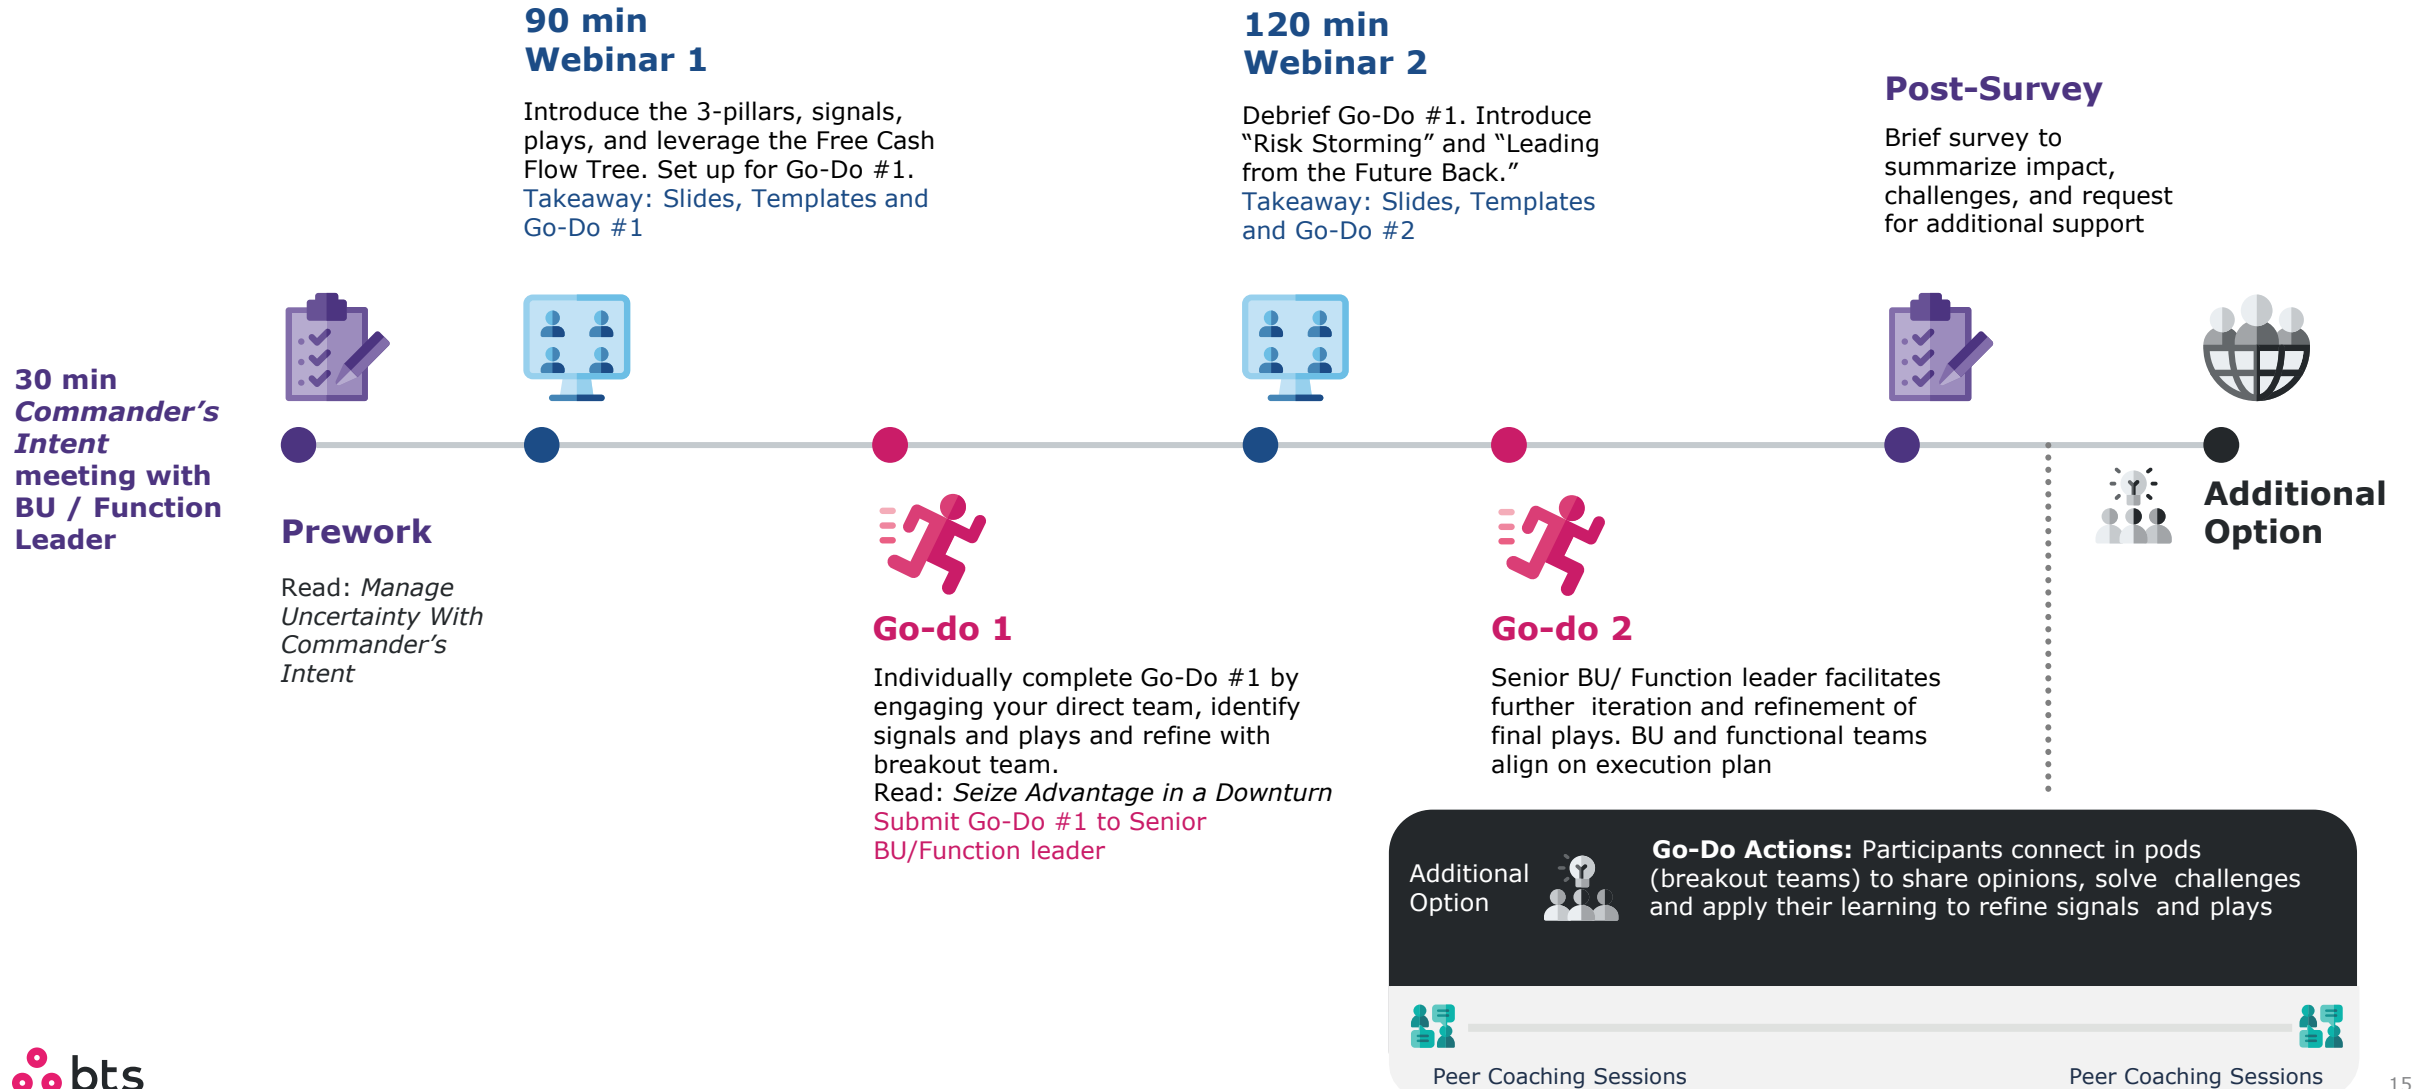 90 min
Webinar 1
Introduce the 3-pillars, signals,
plays, and leverage the Free Cash
Flow Tree. Set up for Go-Do #1.
Takeaway: Slides, Templates and
Go-Do #1
120 min
Webinar 2
Debrief Go-Do #1. Introduce
“Risk Storming” and “Leading
from the Future Back.”
Takeaway: Slides, Templates
and Go-Do #2
Post-Survey
Brief survey to
summarize impact,
challenges, and request
for additional support
30 min
Commander’s
Intent
meeting with
BU / Function
Leader
Prework
Read: Manage
Uncertainty With
Commander’s
Intent
Go-do 1
Individually complete Go-Do #1 by
engaging your direct team, identify
signals and plays and refine with
breakout team.
Read: Seize Advantage in a Downturn
Submit Go-Do #1 to Senior
BU/Function leader
Go-do 2
Senior BU/ Function leader facilitates
further  iteration and refinement of
final plays. BU and functional teams
align on execution plan
Additional
Option
Additional
Option
Go-Do Actions: Participants connect in pods
(breakout teams) to share opinions, solve  challenges
and apply their learning to refine signals  and plays
Peer Coaching Sessions
Peer Coaching Sessions
bts
15